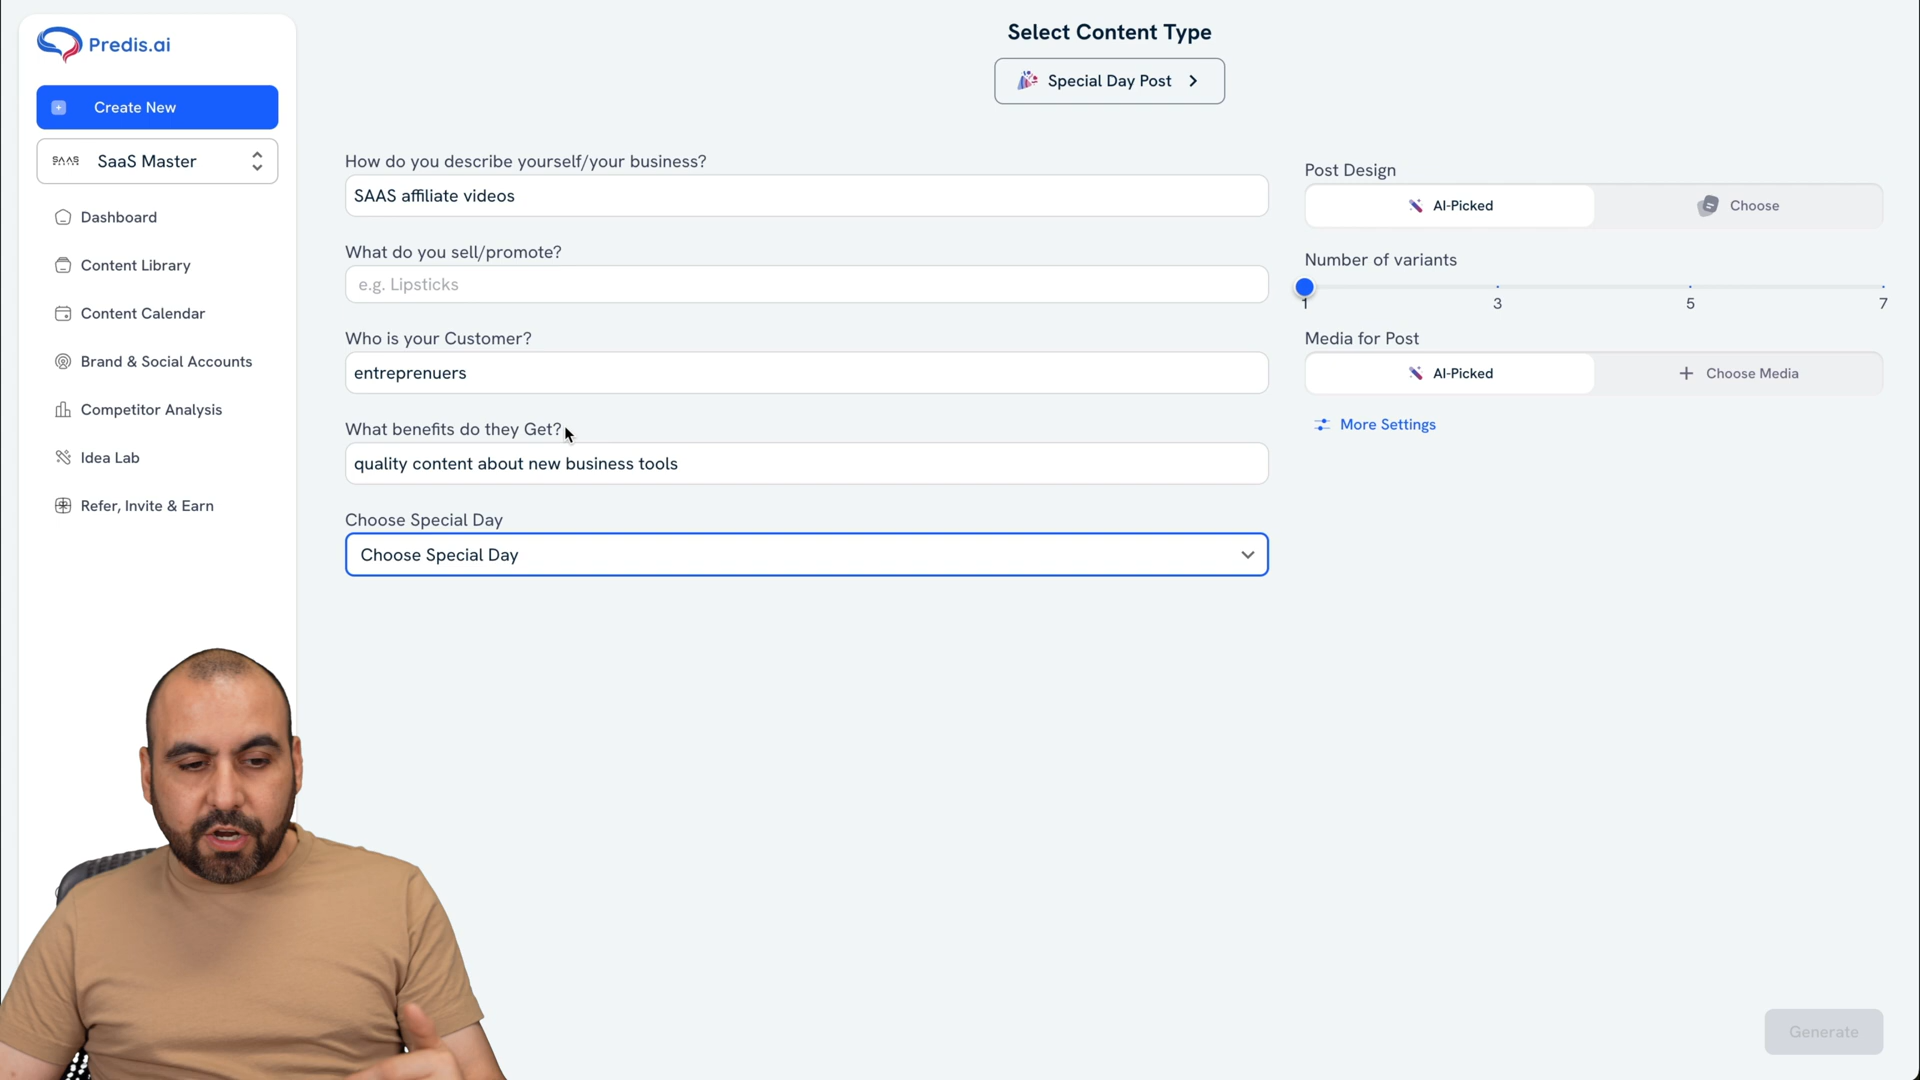 Predis.ai
Create New
SAAS
SaaS Master
Dashboard
Content Library
Content Calendar
Brand & Social Accounts
Competitor Analysis
Idea Lab
Refer, Invite & Earn
Select Content Type
Special Day Post
How do you describe yourself/your business?
SAAS affiliate videos
What do you sell/promote?
e.g. Lipsticks
Who is your Customer?
entreprenuers
What benefits do they Get?
quality content about new business tools
Choose Special Day
Choose Special Day
Post Design
AI-Picked
Choose
Number of variants
1 3 5 7
Media for Post
AI-Picked
Choose Media
More Settings
Generate